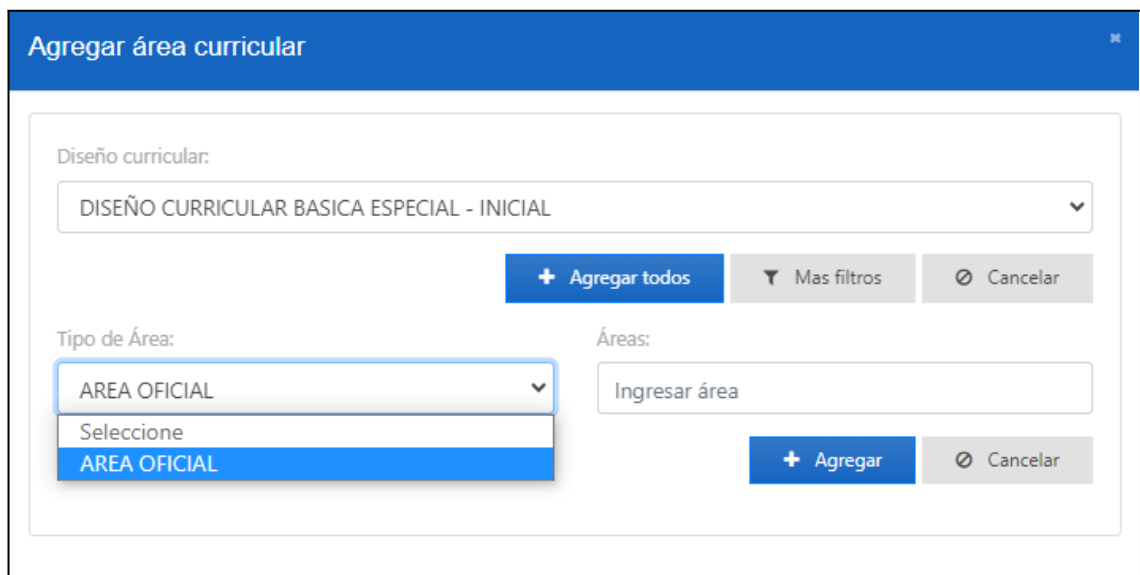 Agregar área curricular
Diseño curricular:
DISEÑO CURRICULAR BASICA ESPECIAL - INICIAL
Agregar todos
Mas filtros
Cancelar
Tipo de Área:
Áreas:
AREA OFICIAL
Ingresar área
Seleccione
AREA OFICIAL
Agregar
Cancelar